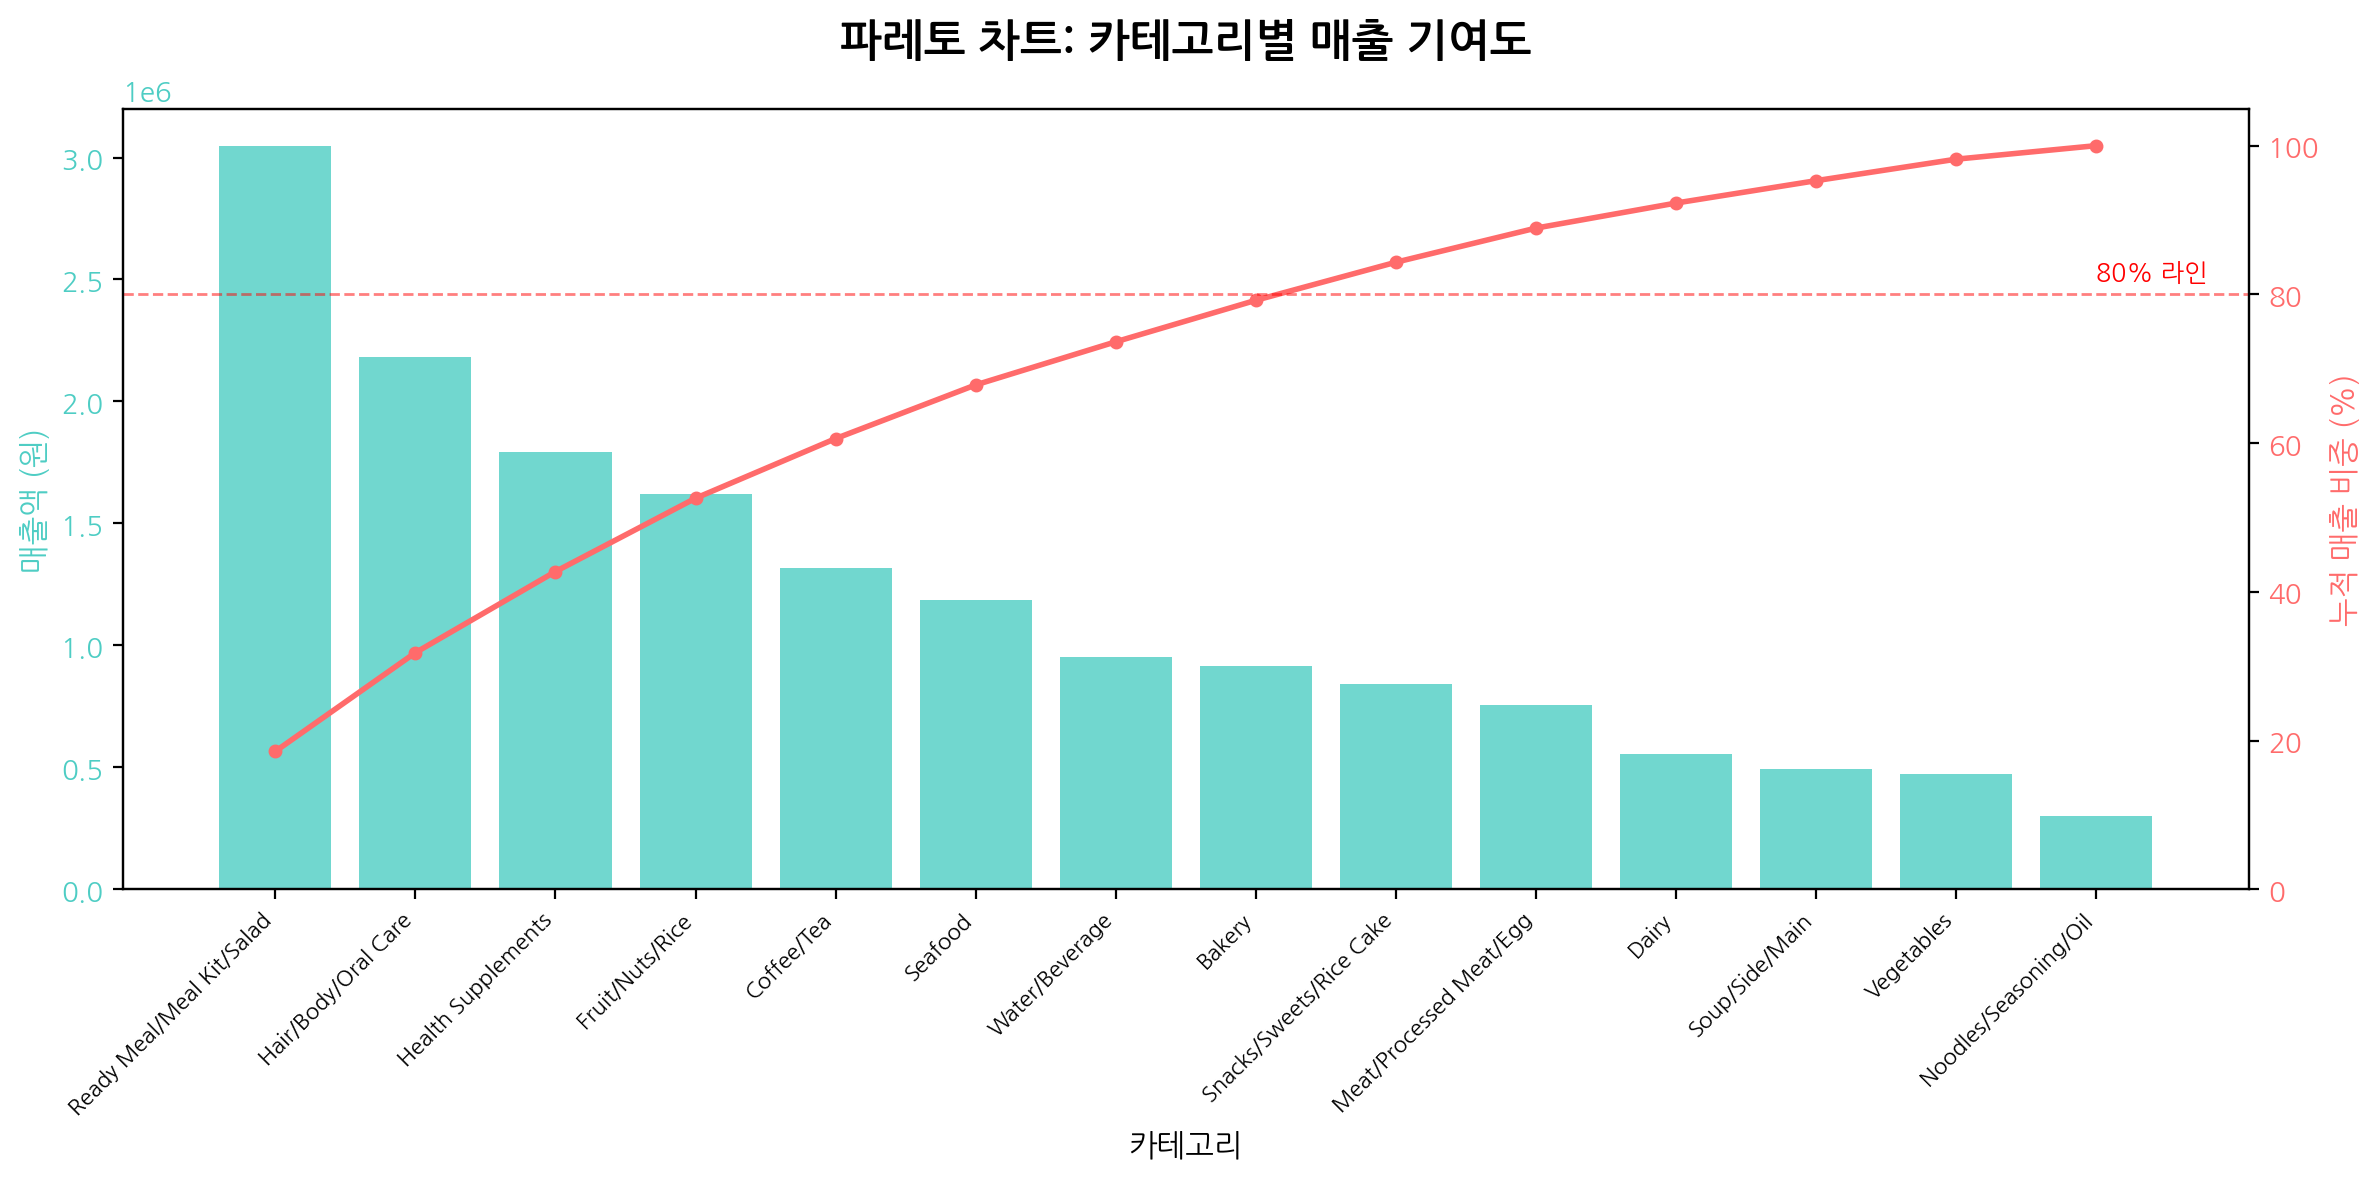 파레토 차트: 카테고리별 매출 기여도
1e6
3.0
2.5
2.0
1.5
1.0
0.5
0.0
매출액 (원)
100
80
60
40
20
0
누적 매출 비중 (%)
80% 라인
Ready Meal/Meal Kit/Salad
Hair/Body/Oral Care
Health Supplements
Fruit/Nuts/Rice
Coffee/Tea
Seafood
Water/Beverage
Bakery
Snacks/Sweets/Rice Cake
Meat/Processed Meat/Egg
Dairy
Soup/Side/Main
Vegetables
Noodles/Seasoning/Oil
카테고리